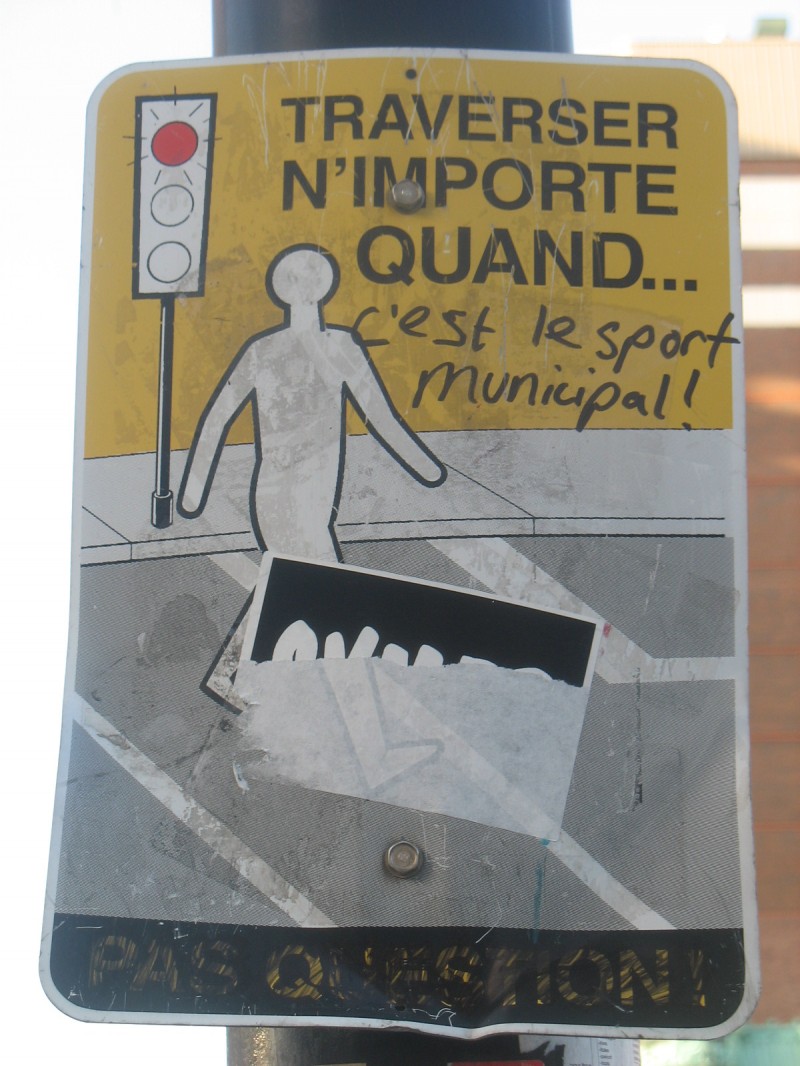 TRAVERSER
N'IMPORTE
QUAND...
c'est le sport
municipal!
PAS QUESTION!